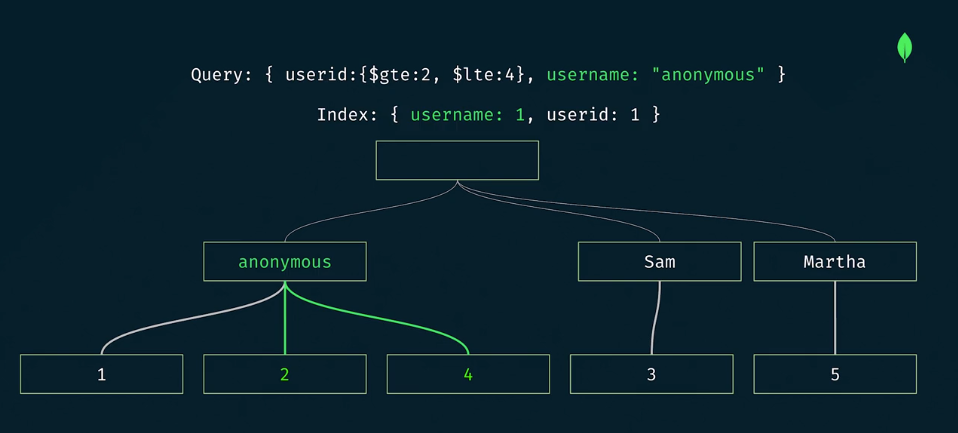 Query: { userid:{$gte:2, $lte:4}, username: "anonymous" }
Index: { username: 1, userid: 1 }
anonymous
Sam
Martha
1
2
4
3
5